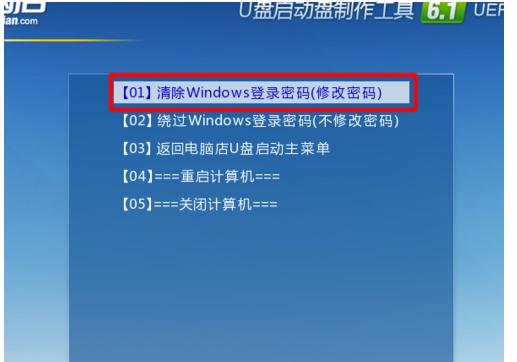 ian.com
U盘启动盘制作工具 6.1 UEF
【01】清除Windows登录密码(修改密码)
【02】绕过Windows登录密码(不修改密码)
【03】返回电脑店U盘启动主菜单
【04】===重启计算机===
【05】===关闭计算机===